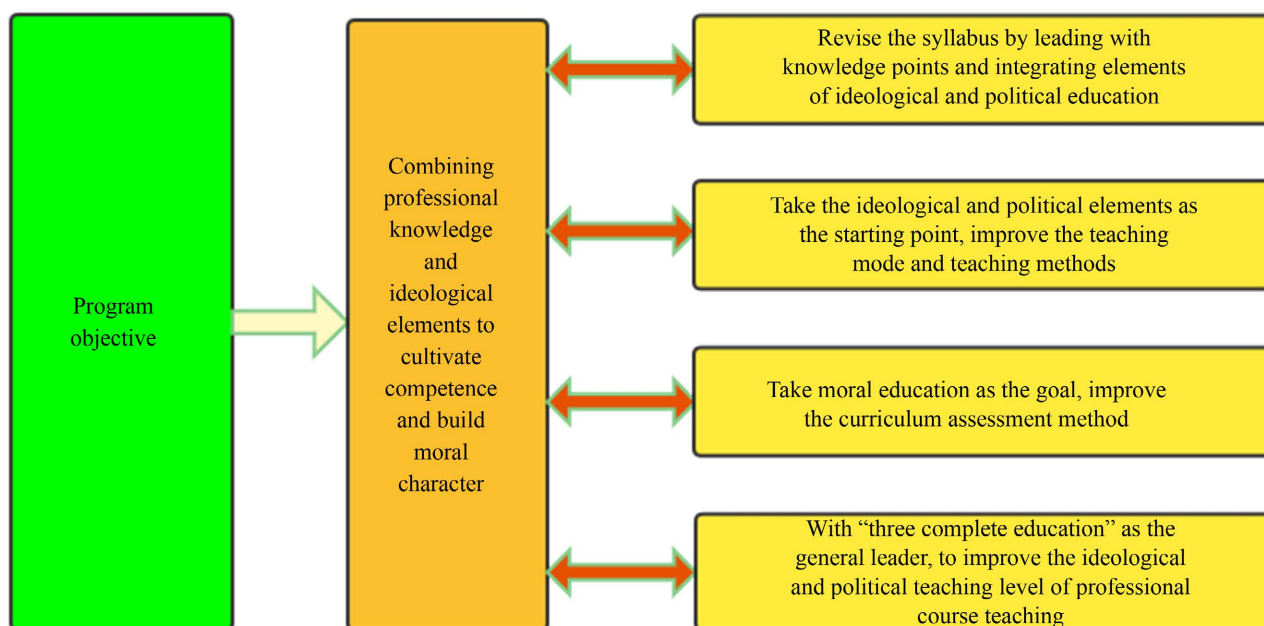 Program
objective
Combining
professional
knowledge
and
ideological
elements to
cultivate
competence
and build
moral
character
Revise the syllabus by leading with
knowledge points and integrating elements
of ideological and political education
Take the ideological and political elements as
the starting point, improve the teaching
mode and teaching methods
Take moral education as the goal, improve
the curriculum assessment method
With “three complete education” as the
general leader, to improve the ideological
and political teaching level of professional
course teaching